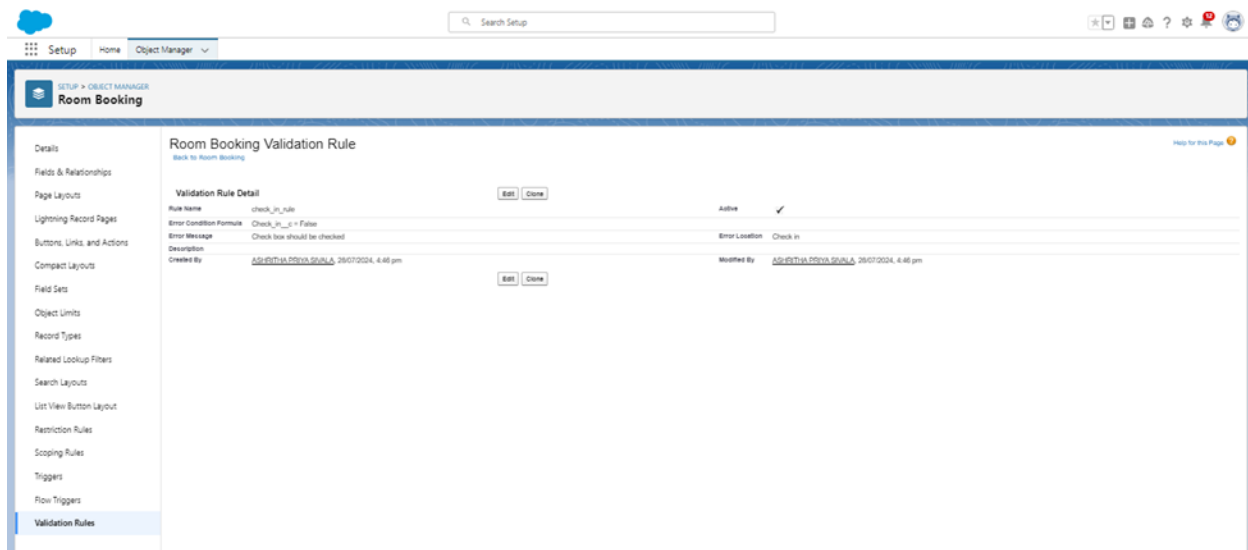 Search Setup
12
Setup Home Object Manager
SETUP > OBJECT MANAGER
Room Booking
Details
Fields & Relationships
Page Layouts
Lightning Record Pages
Buttons, Links, and Actions
Compact Layouts
Field Sets
Object Limits
Record Types
Related Lookup Filters
Search Layouts
List View Button Layout
Restriction Rules
Scoping Rules
Triggers
Flow Triggers
Validation Rules
Room Booking Validation Rule
Help for this Page
Back to Room Booking
Validation Rule Detail Edit Clone
Rule Name check_in_rule Active ✓
Error Condition Formula Check_in__c = False
Error Message Check box should be checked Error Location Check in
Description
Created By ASHRITHA PRIYA SIVALA, 28/07/2024, 4:46 pm Modified By ASHRITHA PRIYA SIVALA, 28/07/2024, 4:46 pm
Edit Clone